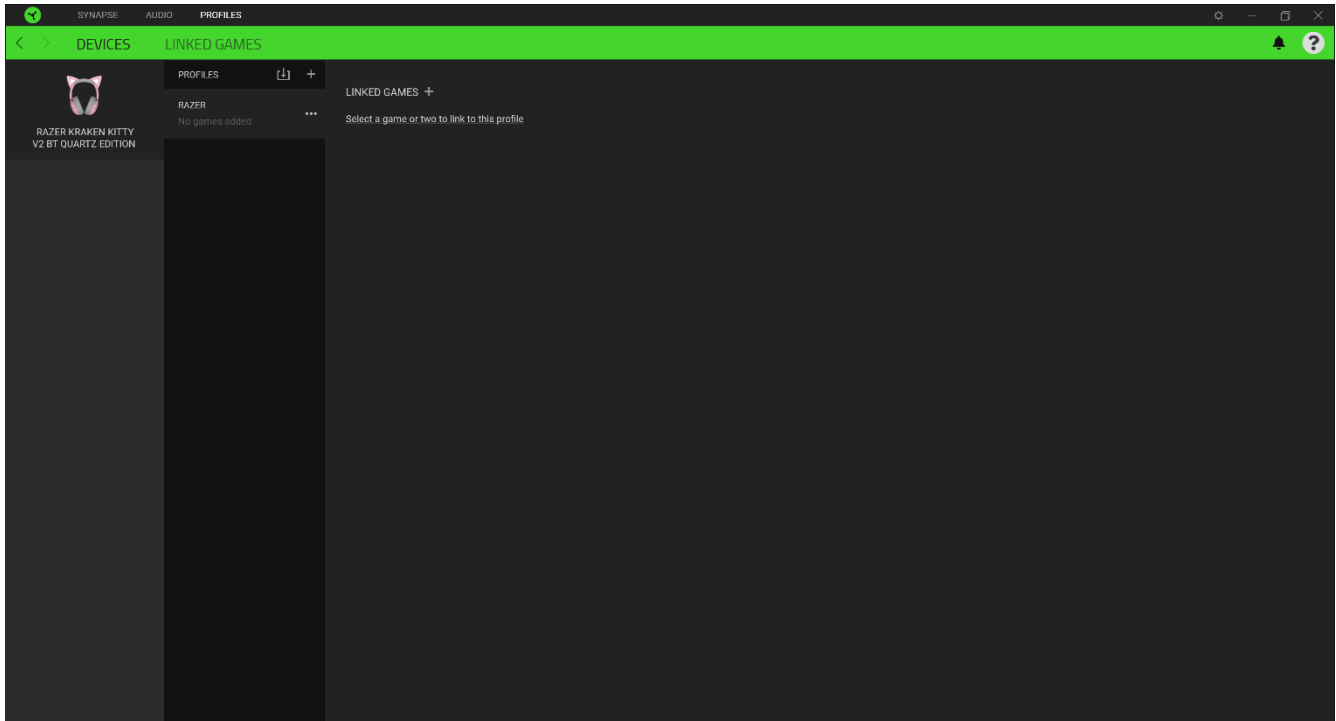 SYNAPSE AUDIO PROFILES
DEVICES LINKED GAMES
RAZER KRAKEN KITTY
V2 BT QUARTZ EDITION
PROFILES
RAZER
No games added
LINKED GAMES +
Select a game or two to link to this profile